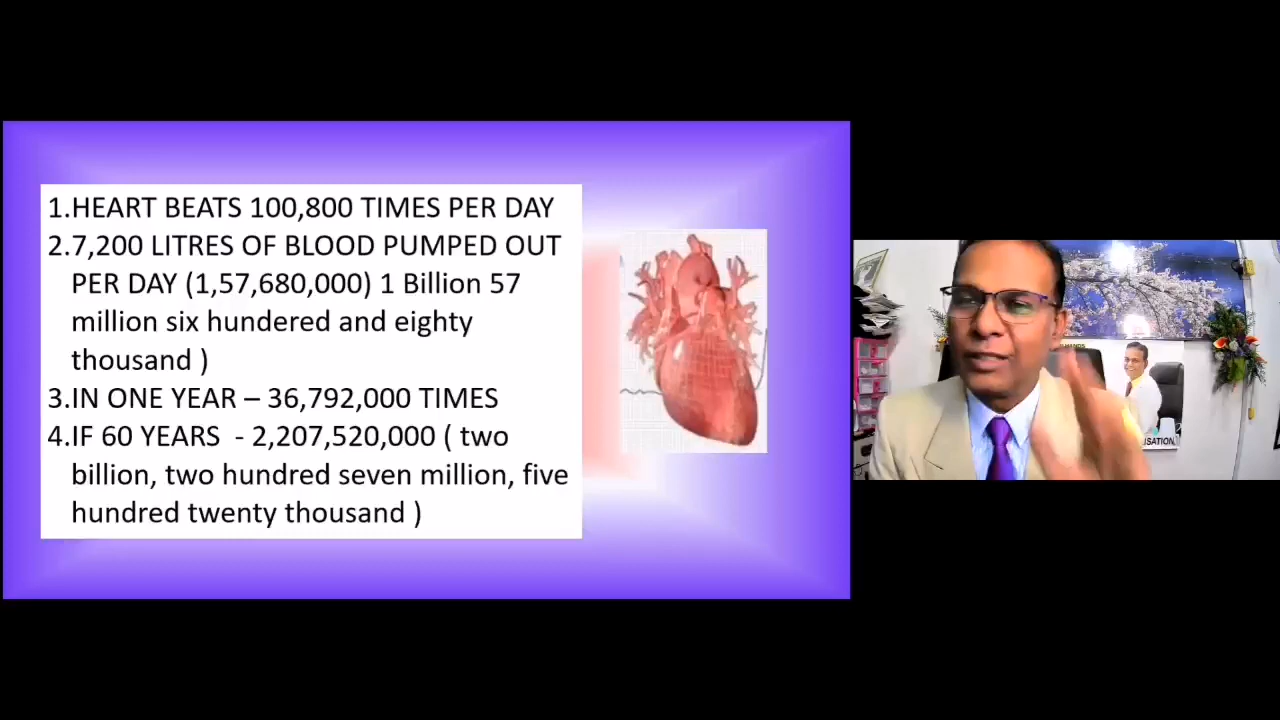 1.HEART BEATS 100,800 TIMES PER DAY
2.7,200 LITRES OF BLOOD PUMPED OUT
PER DAY (1,57,680,000) 1 Billion 57
million six hundered and eighty
thousand )
3.IN ONE YEAR – 36,792,000 TIMES
4.IF 60 YEARS - 2,207,520,000 ( two
billion, two hundred seven million, five
hundred twenty thousand )